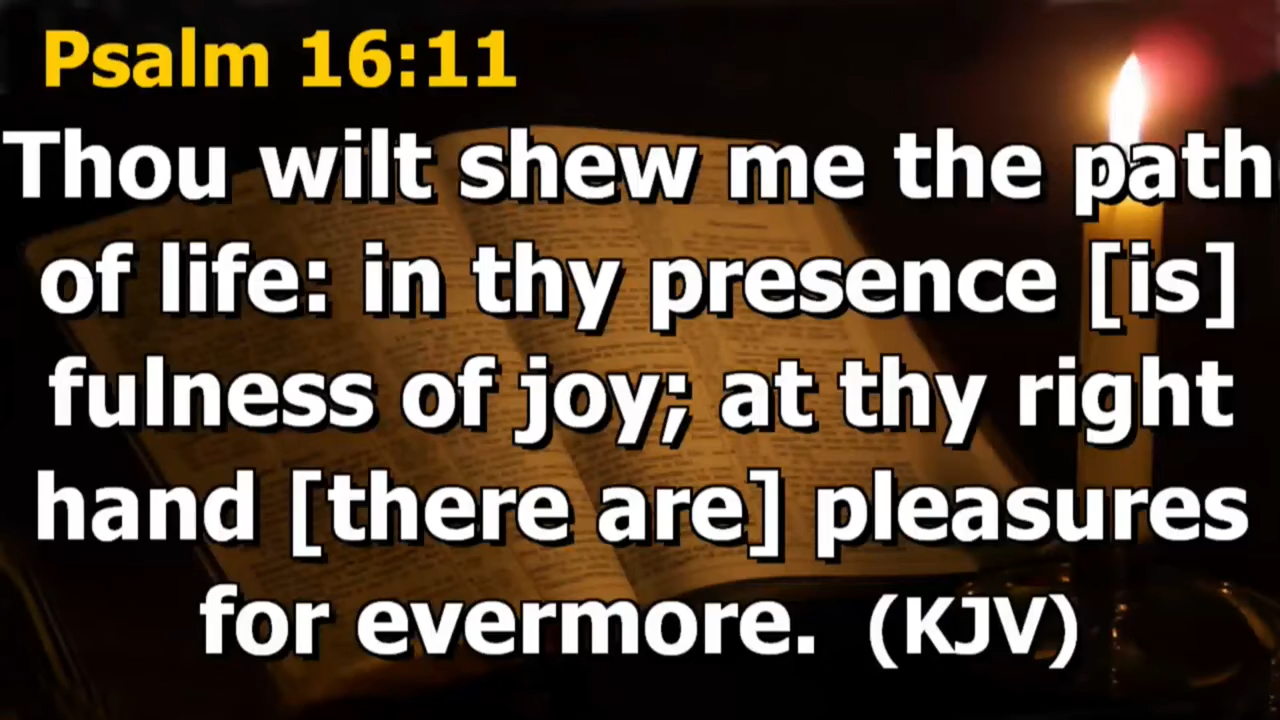 Psalm 16:11
Thou wilt shew me the path
of life: in thy presence [is]
fulness of joy; at thy right
hand [there are] pleasures
for evermore.  (KJV)